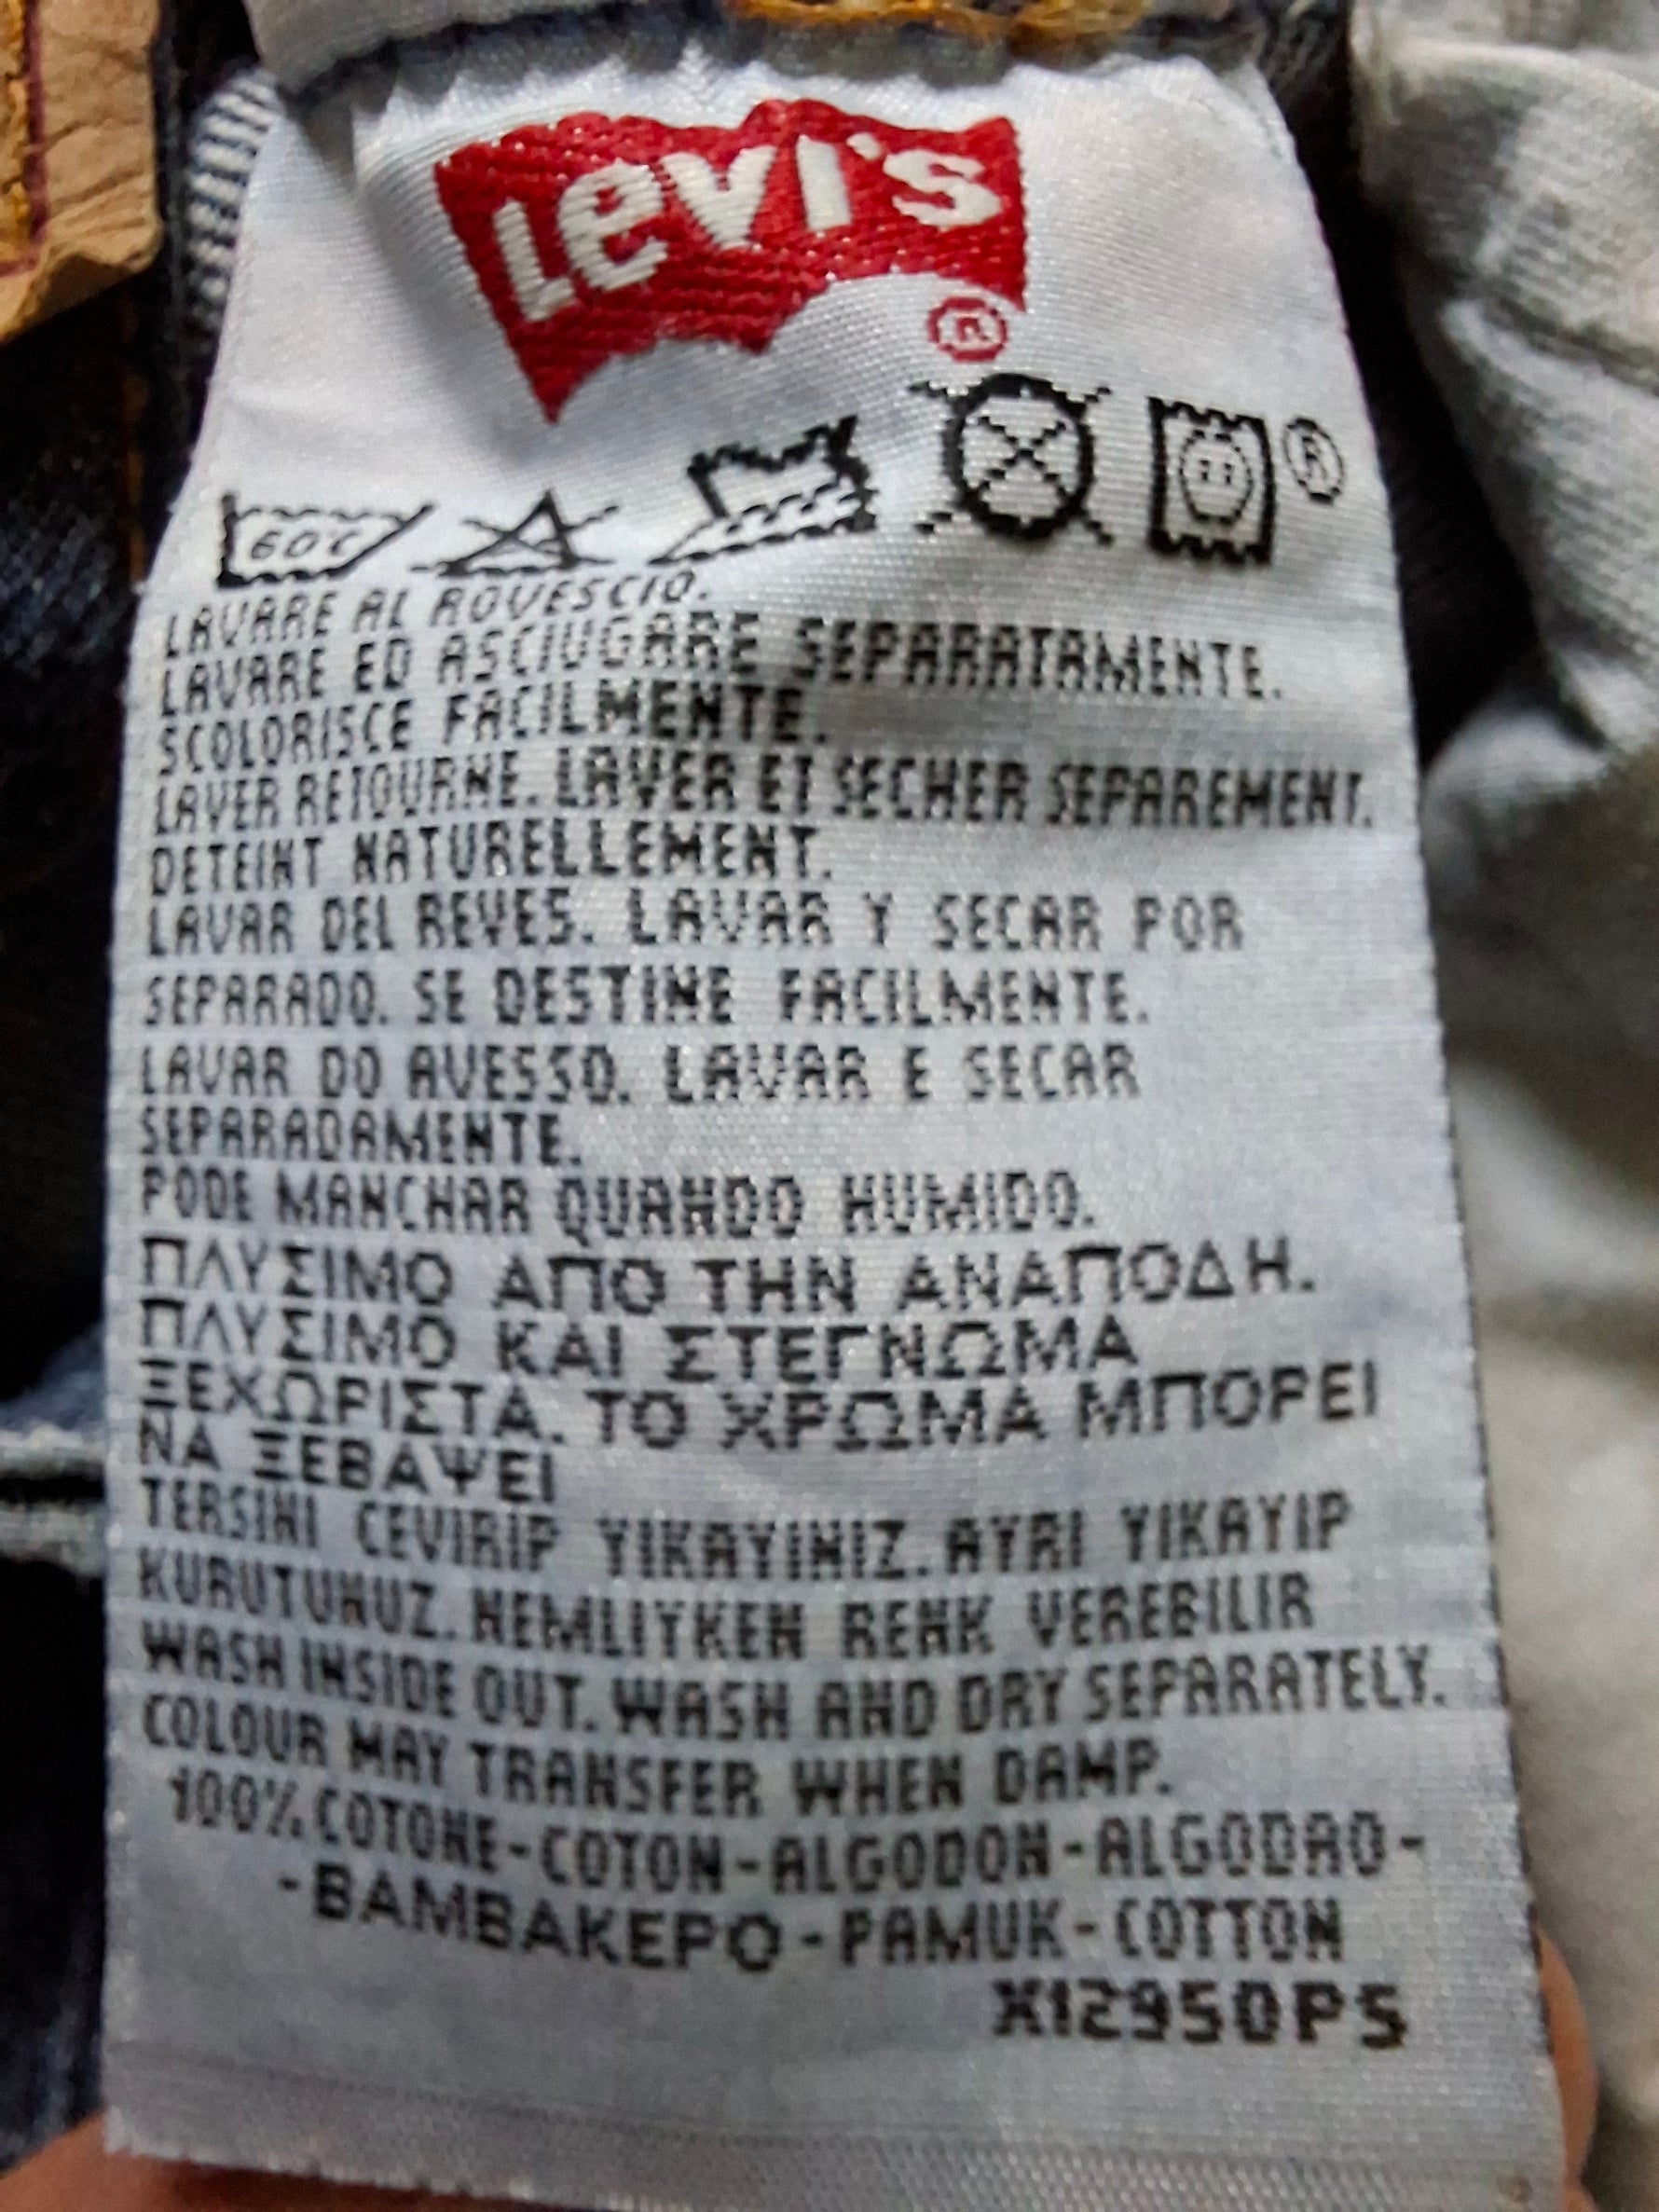 Levi's
®
60°C
®
LAVARE AL ROVESCIO.
LAVARE ED ASCIUGARE SEPARATAMENTE.
SCOLORISCE FACILMENTE.
LAVER RETOURNE. LAVER ET SECHER SEPAREMENT.
DETEINT NATURELLEMENT.
LAVAR DEL REVES. LAVAR Y SECAR POR
SEPARADO. SE DESTINE FACILMENTE.
LAVAR DO AVESSO. LAVAR E SECAR
SEPARADAMENTE.
PODE MANCHAR QUANDO HUMIDO.
ΠΛΥΣΙΜΟ ΑΠΟ ΤΗΝ ΑΝΑΠΟΔΗ.
ΠΛΥΣΙΜΟ ΚΑΙ ΣΤΕΓΝΩΜΑ
ΞΕΧΩΡΙΣΤΑ. ΤΟ ΧΡΩΜΑ ΜΠΟΡΕΙ
ΝΑ ΞΕΒΑΨΕΙ
TERSINI CEVIRIP YIKAYINIZ. AYRI YIKAYIP
KURUTUNUZ. NEMLIYKEN RENK VEREBILIR
WASH INSIDE OUT. WASH AND DRY SEPARATELY.
COLOUR MAY TRANSFER WHEN DAMP.
100% COTONE-COTON-ALGODON-ALGODAO-
-ΒΑΜΒΑΚΕΡΟ-PAMUK-COTTON
X12950PS